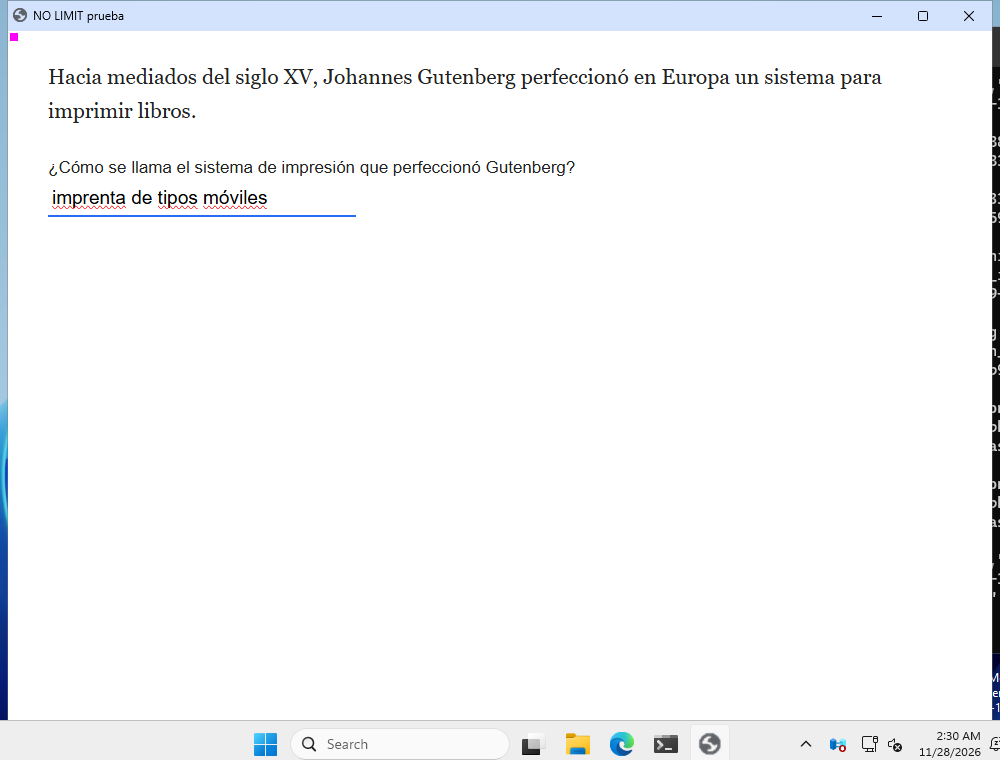 NO LIMIT prueba
Hacia mediados del siglo XV, Johannes Gutenberg perfeccionó en Europa un sistema para
imprimir libros.
¿Cómo se llama el sistema de impresión que perfeccionó Gutenberg?
imprenta de tipos móviles
Search
2:30 AM
11/28/2026